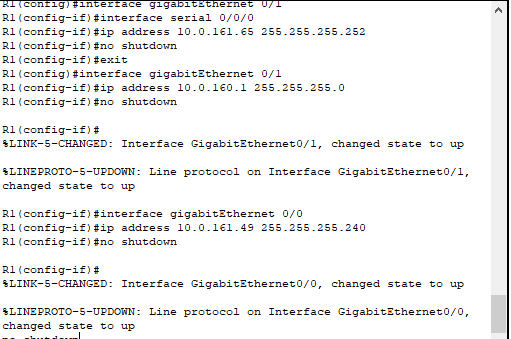 R1(config)#interface gigabitEthernet 0/1
R1(config-if)#interface serial 0/0/0
R1(config-if)#ip address 10.0.161.65 255.255.255.252
R1(config-if)#no shutdown
R1(config-if)#exit
R1(config)#interface gigabitEthernet 0/1
R1(config-if)#ip address 10.0.160.1 255.255.255.0
R1(config-if)#no shutdown
R1(config-if)#
%LINK-5-CHANGED: Interface GigabitEthernet0/1, changed state to up
%LINEPROTO-5-UPDOWN: Line protocol on Interface GigabitEthernet0/1,
changed state to up
R1(config-if)#interface gigabitEthernet 0/0
R1(config-if)#ip address 10.0.161.49 255.255.255.240
R1(config-if)#no shutdown
R1(config-if)#
%LINK-5-CHANGED: Interface GigabitEthernet0/0, changed state to up
%LINEPROTO-5-UPDOWN: Line protocol on Interface GigabitEthernet0/0,
changed state to up
no shutdown